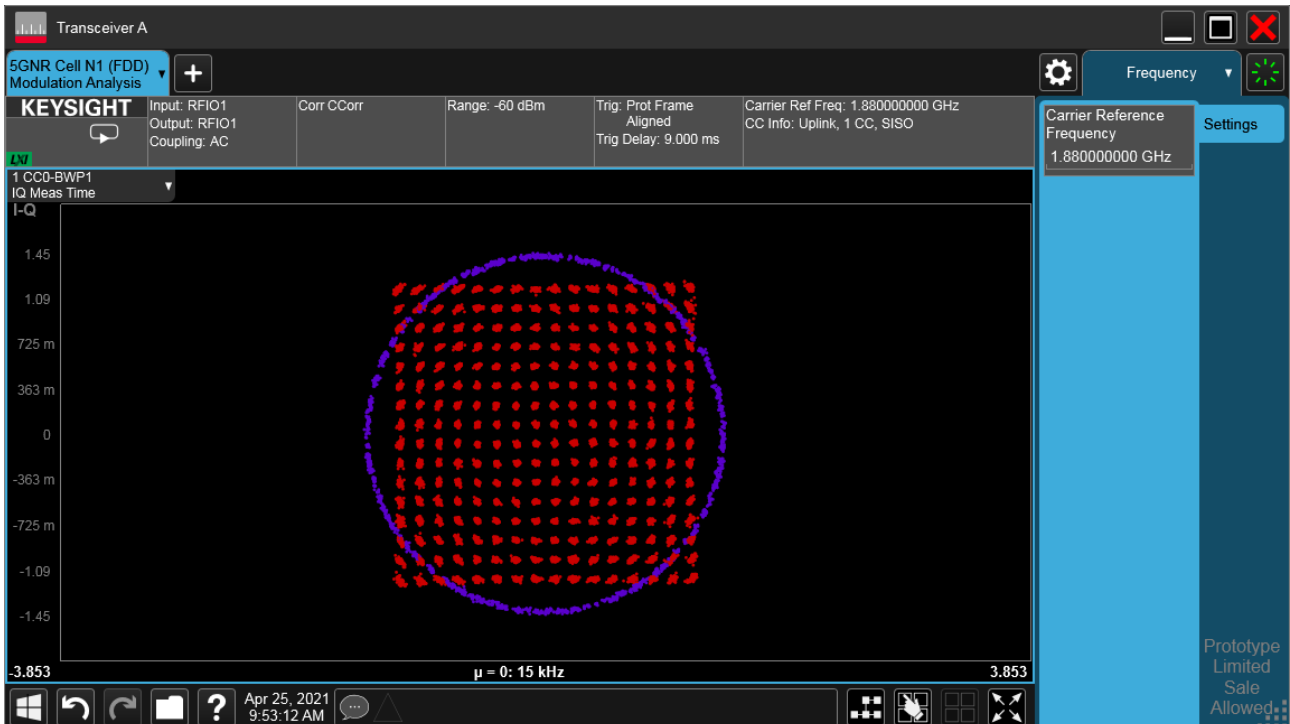 Transceiver A
5GNR Cell N1 (FDD)
Modulation Analysis
Frequency
KEYSIGHT
LXI
Input: RFIO1
Output: RFIO1
Coupling: AC
Corr CCorr
Range: -60 dBm
Trig: Prot Frame
Aligned
Trig Delay: 9.000 ms
Carrier Ref Freq: 1.880000000 GHz
CC Info: Uplink, 1 CC, SISO
Carrier Reference
Frequency
1.880000000 GHz
Settings
1 CC0-BWP1
IQ Meas Time
I-Q
1.45
1.09
725 m
363 m
0
-363 m
-725 m
-1.09
-1.45
-3.853
µ = 0: 15 kHz
3.853
Prototype
Limited
Sale
Allowed
?
Apr 25, 2021
9:53:12 AM